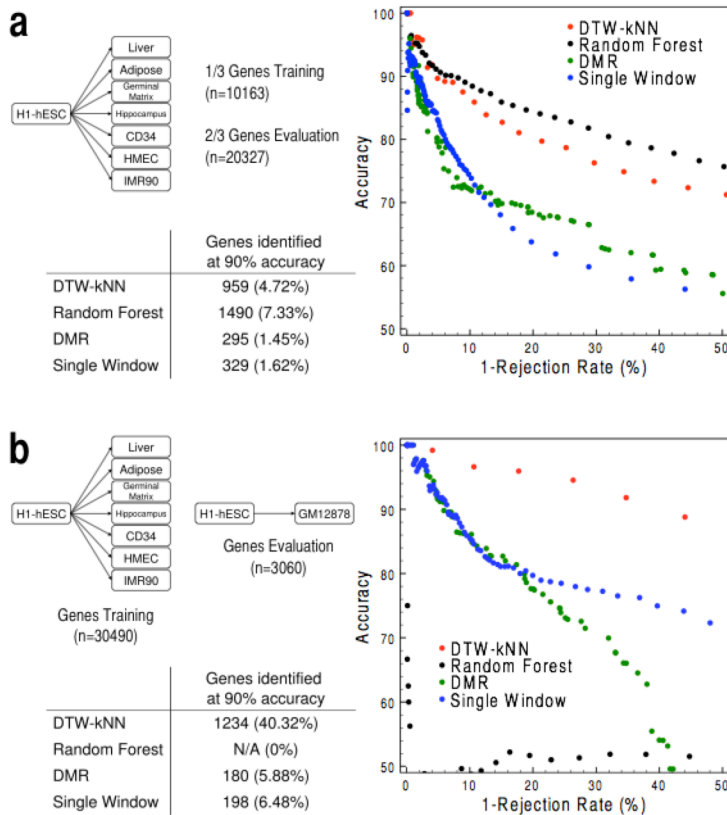 a
H1-hESC
Liver
Adipose
Germinal
Matrix
Hippocampus
CD34
HMEC
IMR90
1/3 Genes Training
(n=10163)
2/3 Genes Evaluation
(n=20327)
Genes identified
at 90% accuracy
DTW-kNN 959 (4.72%)
Random Forest 1490 (7.33%)
DMR 295 (1.45%)
Single Window 329 (1.62%)
Accuracy
100
90
80
70
60
50
0 10 20 30 40 50
1-Rejection Rate (%)
DTW-kNN
Random Forest
DMR
Single Window
b
H1-hESC
Liver
Adipose
Germinal
Matrix
Hippocampus
CD34
HMEC
IMR90
Genes Training
(n=30490)
H1-hESC GM12878
Genes Evaluation
(n=3060)
Genes identified
at 90% accuracy
DTW-kNN 1234 (40.32%)
Random Forest N/A (0%)
DMR 180 (5.88%)
Single Window 198 (6.48%)
Accuracy
100
90
80
70
60
50
0 10 20 30 40 50
1-Rejection Rate (%)
DTW-kNN
Random Forest
DMR
Single Window